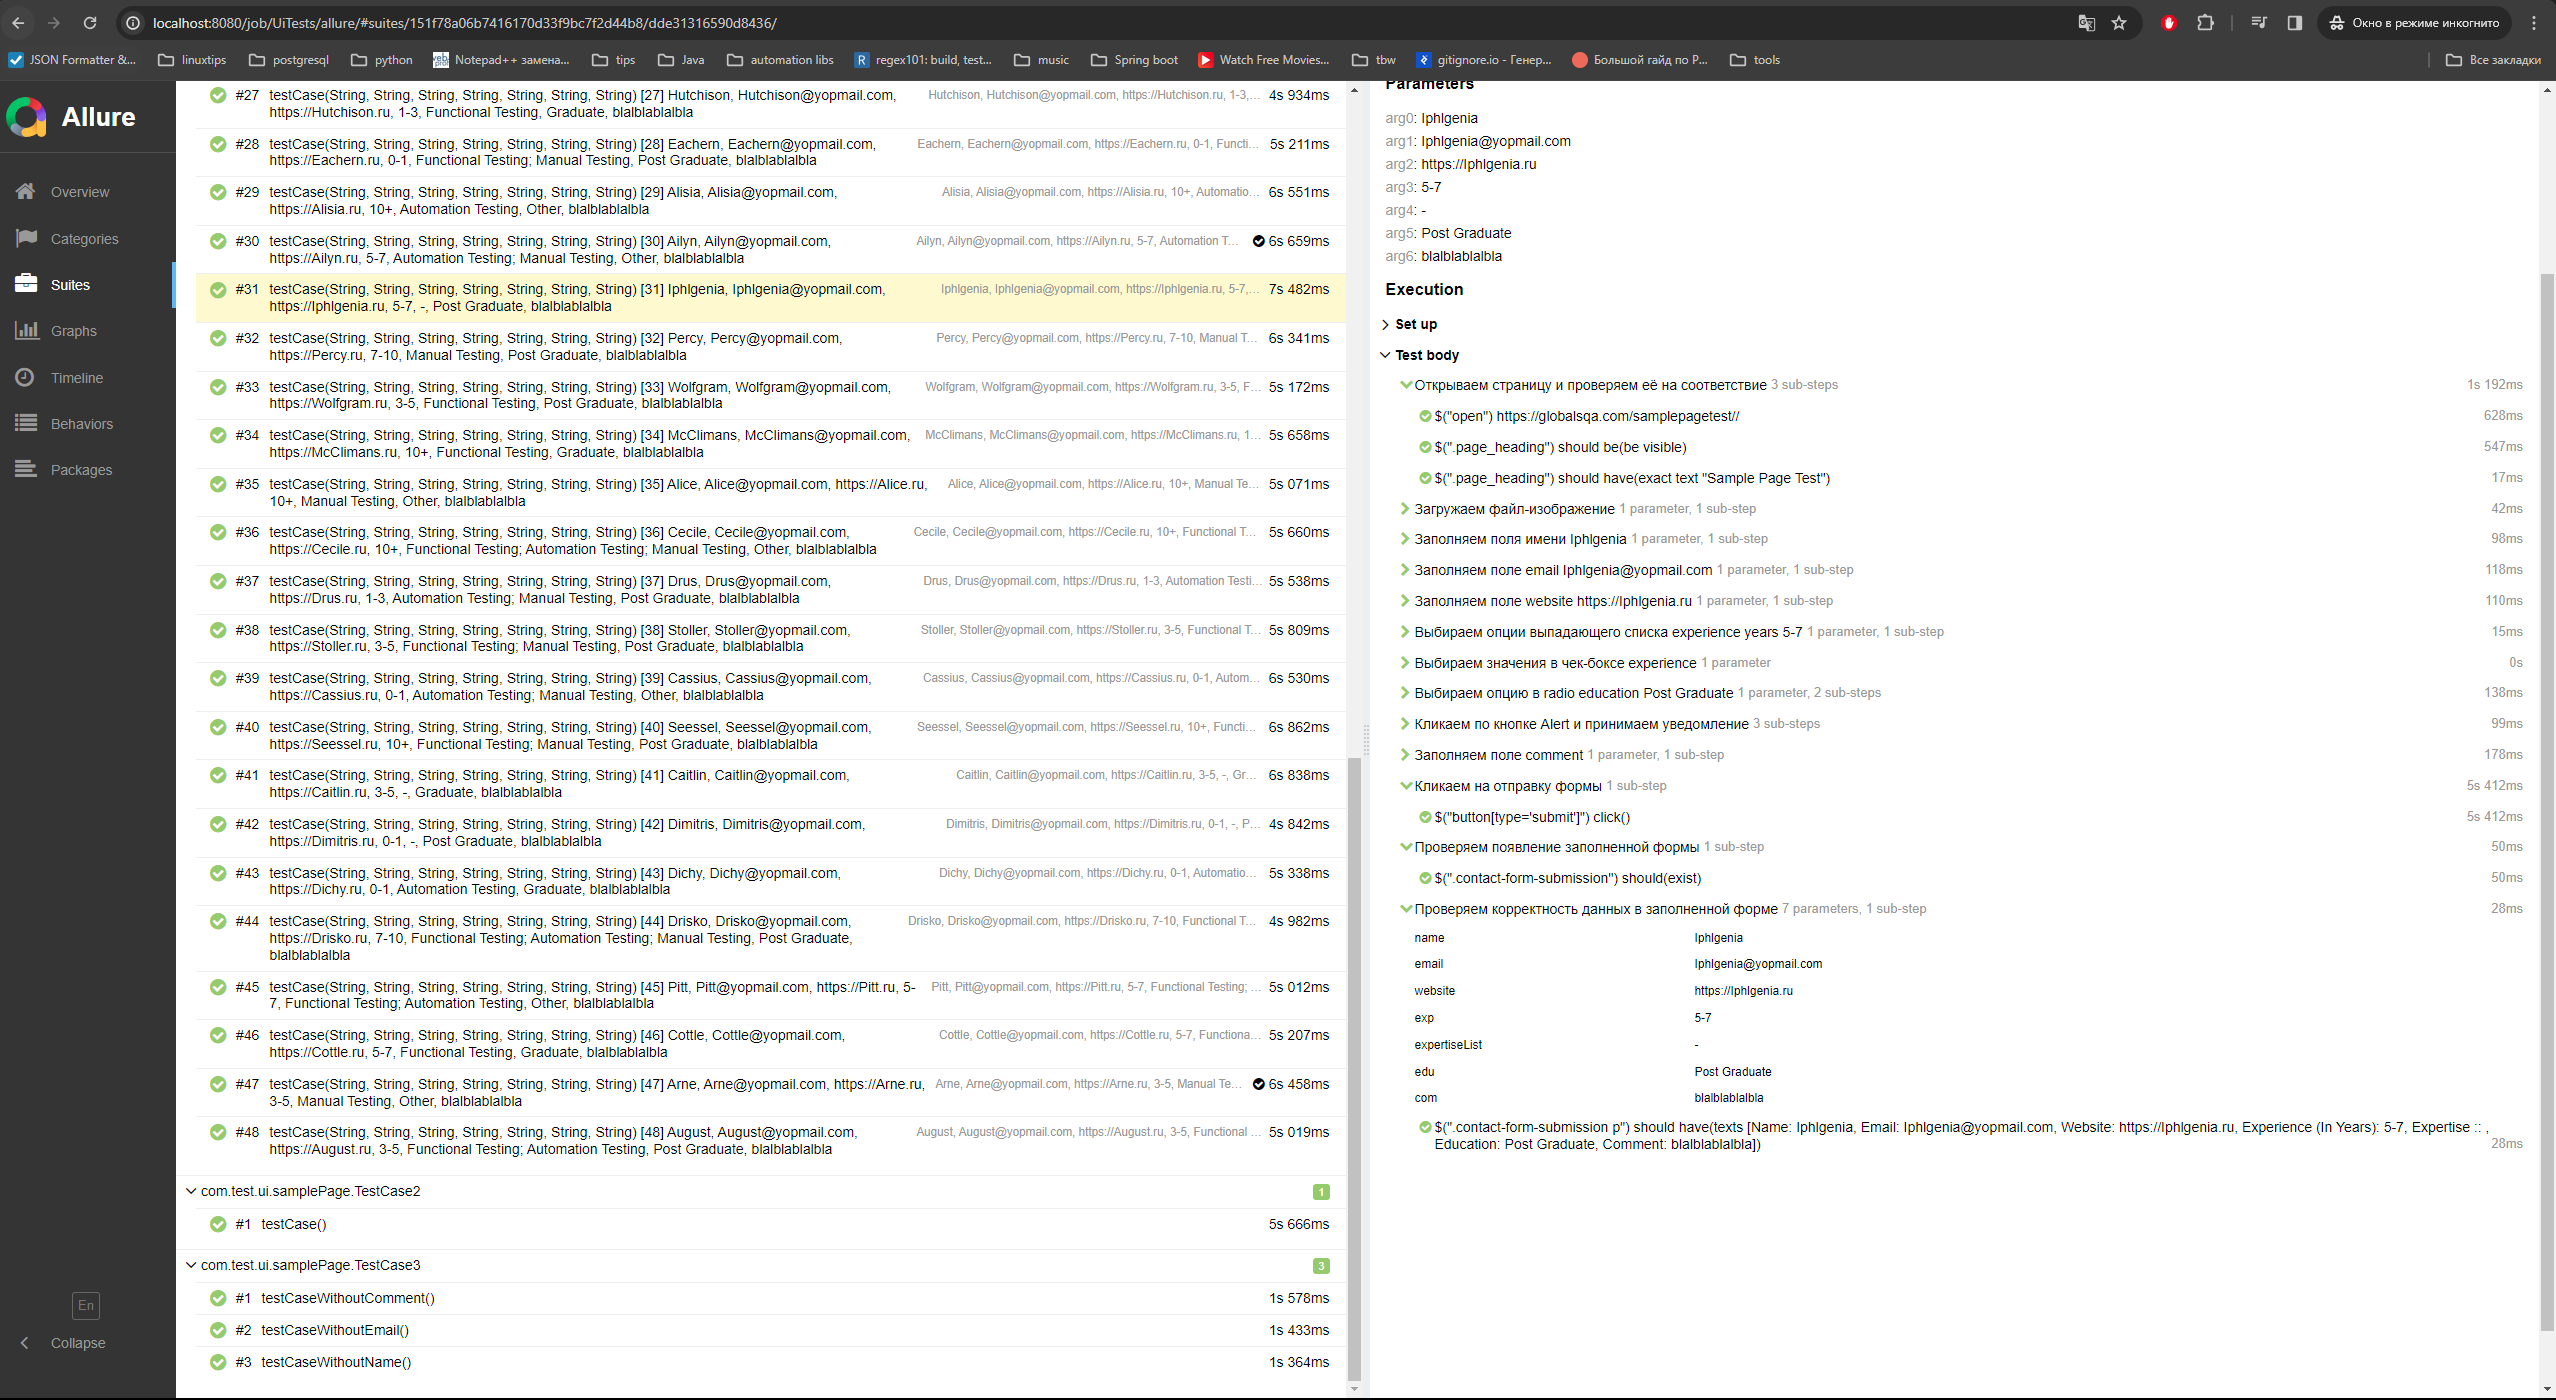 localhost:8080/job/UiTests/allure/#suites/151f78a06b7416170d33f9bc7f2d44b8/dde31316590d8436/
Окно в режиме инкогнито
JSON Formatter &...
linuxtips
postgresql
python
Notepad++ замена...
tips
Java
automation libs
regex101: build, test...
music
Spring boot
Watch Free Movies...
tbw
gitignore.io - Генер...
Большой гайд по Р...
tools
Все закладки
Allure
Overview
Categories
Suites
Graphs
Timeline
Behaviors
Packages
En
Collapse
#27 testCase(String, String, String, String, String, String, String) [27] Hutchison, Hutchison@yopmail.com, Hutchison, Hutchison@yopmail.com, https://Hutchison.ru, 1-3,... 4s 934ms
https://Hutchison.ru, 1-3, Functional Testing, Graduate, blalblablalbla
#28 testCase(String, String, String, String, String, String, String) [28] Eachern, Eachern@yopmail.com, Eachern, Eachern@yopmail.com, https://Eachern.ru, 0-1, Functi... 5s 211ms
https://Eachern.ru, 0-1, Functional Testing; Manual Testing, Post Graduate, blalblablalbla
#29 testCase(String, String, String, String, String, String, String) [29] Alisia, Alisia@yopmail.com, Alisia, Alisia@yopmail.com, https://Alisia.ru, 10+, Automatio... 6s 551ms
https://Alisia.ru, 10+, Automation Testing, Other, blalblablalbla
#30 testCase(String, String, String, String, String, String, String) [30] Ailyn, Ailyn@yopmail.com, Ailyn, Ailyn@yopmail.com, https://Ailyn.ru, 5-7, Automation T... 6s 659ms
https://Ailyn.ru, 5-7, Automation Testing; Manual Testing, Other, blalblablalbla
#31 testCase(String, String, String, String, String, String, String) [31] Iphlgenia, Iphlgenia@yopmail.com, Iphlgenia, Iphlgenia@yopmail.com, https://Iphlgenia.ru, 5-7,... 7s 482ms
https://Iphlgenia.ru, 5-7, -, Post Graduate, blalblablalbla
#32 testCase(String, String, String, String, String, String, String) [32] Percy, Percy@yopmail.com, Percy, Percy@yopmail.com, https://Percy.ru, 7-10, Manual T... 6s 341ms
https://Percy.ru, 7-10, Manual Testing, Post Graduate, blalblablalbla
#33 testCase(String, String, String, String, String, String, String) [33] Wolfgram, Wolfgram@yopmail.com, Wolfgram, Wolfgram@yopmail.com, https://Wolfgram.ru, 3-5, F... 5s 172ms
https://Wolfgram.ru, 3-5, Functional Testing, Post Graduate, blalblablalbla
#34 testCase(String, String, String, String, String, String, String) [34] McClimans, McClimans@yopmail.com, McClimans, McClimans@yopmail.com, https://McClimans.ru, 1... 5s 658ms
https://McClimans.ru, 10+, Functional Testing, Graduate, blalblablalbla
#35 testCase(String, String, String, String, String, String, String) [35] Alice, Alice@yopmail.com, https://Alice.ru, Alice, Alice@yopmail.com, https://Alice.ru, 10+, Manual Te... 5s 071ms
10+, Manual Testing, Other, blalblablalbla
#36 testCase(String, String, String, String, String, String, String) [36] Cecile, Cecile@yopmail.com, Cecile, Cecile@yopmail.com, https://Cecile.ru, 10+, Functional T... 5s 660ms
https://Cecile.ru, 10+, Functional Testing; Automation Testing; Manual Testing, Other, blalblablalbla
#37 testCase(String, String, String, String, String, String, String) [37] Drus, Drus@yopmail.com, Drus, Drus@yopmail.com, https://Drus.ru, 1-3, Automation Testi... 5s 538ms
https://Drus.ru, 1-3, Automation Testing; Manual Testing, Post Graduate, blalblablalbla
#38 testCase(String, String, String, String, String, String, String) [38] Stoller, Stoller@yopmail.com, Stoller, Stoller@yopmail.com, https://Stoller.ru, 3-5, Functional T... 5s 809ms
https://Stoller.ru, 3-5, Functional Testing; Manual Testing, Post Graduate, blalblablalbla
#39 testCase(String, String, String, String, String, String, String) [39] Cassius, Cassius@yopmail.com, Cassius, Cassius@yopmail.com, https://Cassius.ru, 0-1, Autom... 6s 530ms
https://Cassius.ru, 0-1, Automation Testing; Manual Testing, Other, blalblablalbla
#40 testCase(String, String, String, String, String, String, String) [40] Seessel, Seessel@yopmail.com, Seessel, Seessel@yopmail.com, https://Seessel.ru, 10+, Functi... 6s 862ms
https://Seessel.ru, 10+, Functional Testing; Manual Testing, Post Graduate, blalblablalbla
#41 testCase(String, String, String, String, String, String, String) [41] Caitlin, Caitlin@yopmail.com, Caitlin, Caitlin@yopmail.com, https://Caitlin.ru, 3-5, -, Gr... 6s 838ms
https://Caitlin.ru, 3-5, -, Graduate, blalblablalbla
#42 testCase(String, String, String, String, String, String, String) [42] Dimitris, Dimitris@yopmail.com, Dimitris, Dimitris@yopmail.com, https://Dimitris.ru, 0-1, -, P... 4s 842ms
https://Dimitris.ru, 0-1, -, Post Graduate, blalblablalbla
#43 testCase(String, String, String, String, String, String, String) [43] Dichy, Dichy@yopmail.com, Dichy, Dichy@yopmail.com, https://Dichy.ru, 0-1, Automatio... 5s 338ms
https://Dichy.ru, 0-1, Automation Testing, Graduate, blalblablalbla
#44 testCase(String, String, String, String, String, String, String) [44] Drisko, Drisko@yopmail.com, Drisko, Drisko@yopmail.com, https://Drisko.ru, 7-10, Functional T... 4s 982ms
https://Drisko.ru, 7-10, Functional Testing; Automation Testing; Manual Testing, Post Graduate,
blalblablalbla
#45 testCase(String, String, String, String, String, String, String) [45] Pitt, Pitt@yopmail.com, https://Pitt.ru, 5- Pitt, Pitt@yopmail.com, https://Pitt.ru, 5-7, Functional Testing; ... 5s 012ms
7, Functional Testing; Automation Testing, Other, blalblablalbla
#46 testCase(String, String, String, String, String, String, String) [46] Cottle, Cottle@yopmail.com, Cottle, Cottle@yopmail.com, https://Cottle.ru, 5-7, Functiona... 5s 207ms
https://Cottle.ru, 5-7, Functional Testing, Graduate, blalblablalbla
#47 testCase(String, String, String, String, String, String, String) [47] Arne, Arne@yopmail.com, https://Arne.ru, Arne, Arne@yopmail.com, https://Arne.ru, 3-5, Manual Te... 6s 458ms
3-5, Manual Testing, Other, blalblablalbla
#48 testCase(String, String, String, String, String, String, String) [48] August, August@yopmail.com, August, August@yopmail.com, https://August.ru, 3-5, Functional ... 5s 019ms
https://August.ru, 3-5, Functional Testing; Automation Testing, Post Graduate, blalblablalbla
com.test.ui.samplePage.TestCase2 1
#1 testCase() 5s 666ms
com.test.ui.samplePage.TestCase3 3
#1 testCaseWithoutComment() 1s 578ms
#2 testCaseWithoutEmail() 1s 433ms
#3 testCaseWithoutName() 1s 364ms
Parameters
arg0: Iphlgenia
arg1: Iphlgenia@yopmail.com
arg2: https://Iphlgenia.ru
arg3: 5-7
arg4: -
arg5: Post Graduate
arg6: blalblablalbla
Execution
Set up
Test body
Открываем страницу и проверяем её на соответствие 3 sub-steps 1s 192ms
$("open") https://globalsqa.com/samplepagetest// 628ms
$(".page_heading") should be(be visible) 547ms
$(".page_heading") should have(exact text "Sample Page Test") 17ms
Загружаем файл-изображение 1 parameter, 1 sub-step 42ms
Заполняем поля имени Iphlgenia 1 parameter, 1 sub-step 98ms
Заполняем поле email Iphlgenia@yopmail.com 1 parameter, 1 sub-step 118ms
Заполняем поле website https://Iphlgenia.ru 1 parameter, 1 sub-step 110ms
Выбираем опции выпадающего списка experience years 5-7 1 parameter, 1 sub-step 15ms
Выбираем значения в чек-боксе experience 1 parameter 0s
Выбираем опцию в radio education Post Graduate 1 parameter, 2 sub-steps 138ms
Кликаем по кнопке Alert и принимаем уведомление 3 sub-steps 99ms
Заполняем поле comment 1 parameter, 1 sub-step 178ms
Кликаем на отправку формы 1 sub-step 5s 412ms
$("button[type='submit']") click() 5s 412ms
Проверяем появление заполненной формы 1 sub-step 50ms
$(".contact-form-submission") should(exist) 50ms
Проверяем корректность данных в заполненной форме 7 parameters, 1 sub-step 28ms
name Iphlgenia
email Iphlgenia@yopmail.com
website https://Iphlgenia.ru
exp 5-7
expertiseList -
edu Post Graduate
com blalblablalbla
$(".contact-form-submission p") should have(texts [Name: Iphlgenia, Email: Iphlgenia@yopmail.com, Website: https://Iphlgenia.ru, Experience (In Years): 5-7, Expertise :: ,
Education: Post Graduate, Comment: blalblablalbla]) 28ms